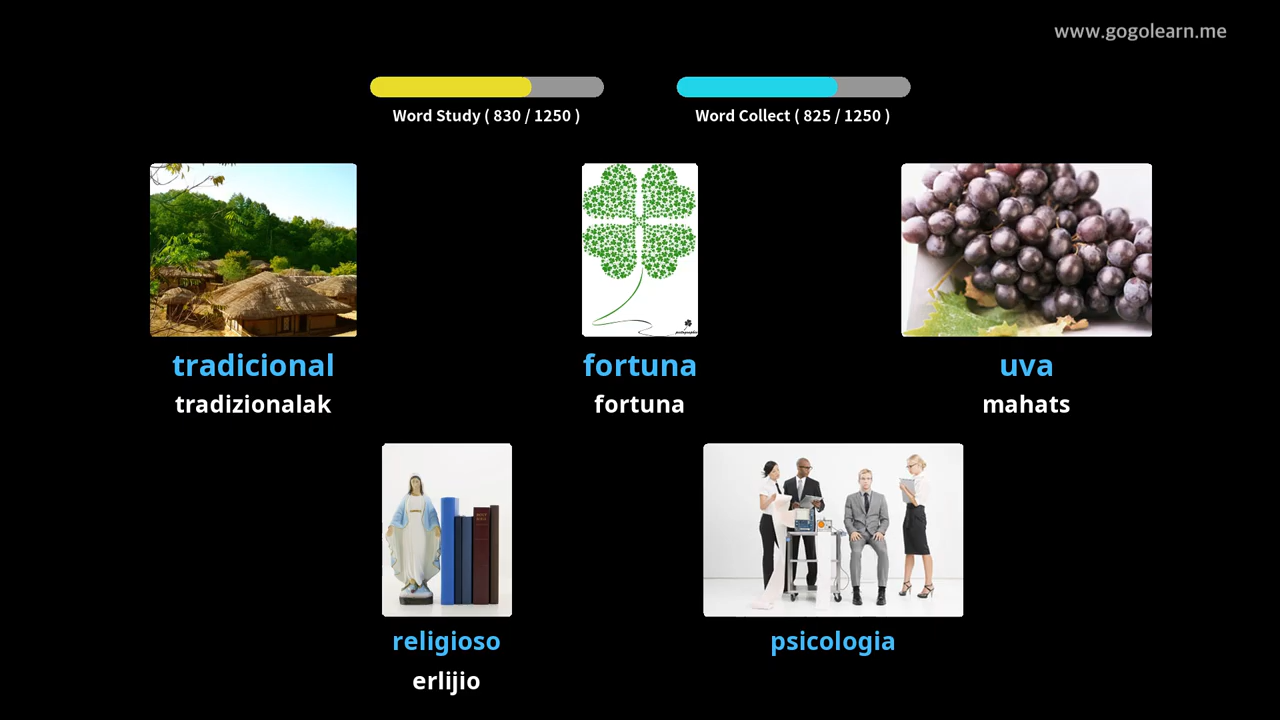 www.gogolearn.me
Word Study ( 830 / 1250 )
Word Collect ( 825 / 1250 )
tradicional
tradizionalak
fortuna
fortuna
uva
mahats
religioso
erlijio
psicologia